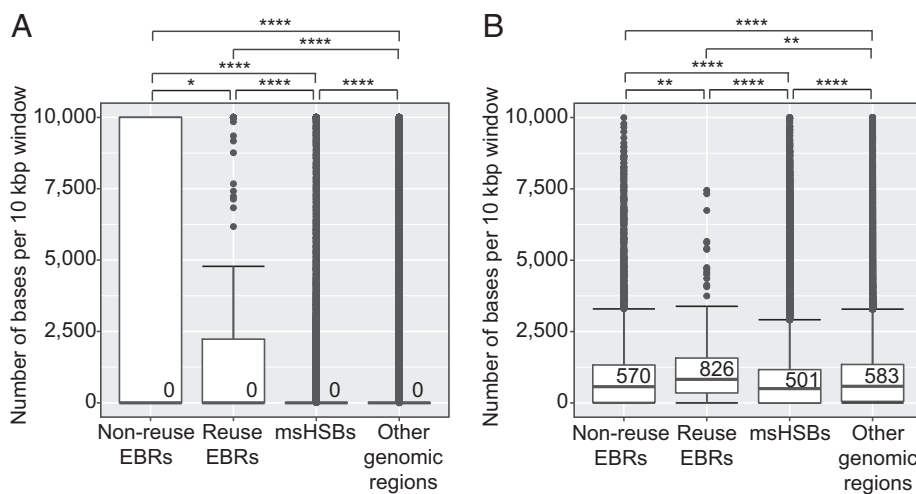 A
****
****
****
*
****
****
Number of bases per 10 kbp window
10,000
7,500
5,000
2,500
0
0
0
0
0
Non-reuse EBRs
Reuse EBRs
msHSBs
Other genomic regions
B
****
**
****
**
****
****
Number of bases per 10 kbp window
10,000
7,500
5,000
2,500
0
570
826
501
583
Non-reuse EBRs
Reuse EBRs
msHSBs
Other genomic regions